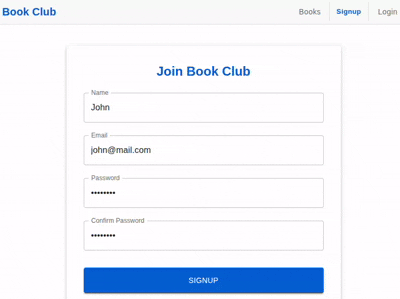 Book Club
Books
Signup
Login
Join Book Club
Name
John
Email
john@mail.com
Password
••••••••
Confirm Password
••••••••
SIGNUP